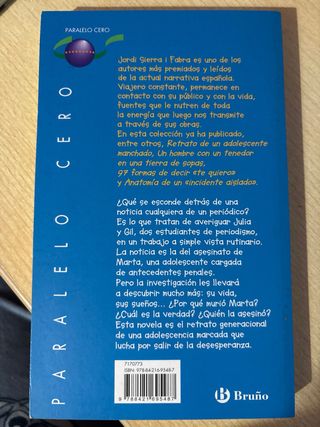 PARALELO CERO
Jordi Sierra i Fabra es uno de los
autores más premiados y leídos
de la actual narrativa española.
Viajero constante, permanece en
contacto con su público y con la vida,
fuentes que le nutren de toda
la energía que luego nos transmite
a través de sus obras.
En esta colección ya ha publicado,
entre otros, Retrato de un adolescente
manchado, Un hombre con un tenedor
en una tierra de sopas,
97 formas de decir «te quiero»
y Anatomía de un «incidente aislado».
¿Qué se esconde detrás de una
noticia cualquiera de un periódico?
Es lo que tratan de averiguar Julia
y Gil, dos estudiantes de periodismo,
en un trabajo a simple vista rutinario.
La noticia es la del asesinato de
Marta, una adolescente cargada
de antecedentes penales.
Pero la investigación les llevará
a descubrir mucho más: su vida,
sus sueños... ¿Por qué murió Marta?
¿Cuál es la verdad? ¿Quién la asesinó?
Esta novela es el retrato generacional
de una adolescencia marcada que
lucha por salir de la desesperanza.
PARALELO CERO
7170773
ISBN: 9788421693487
9 788421 695487
Bruño